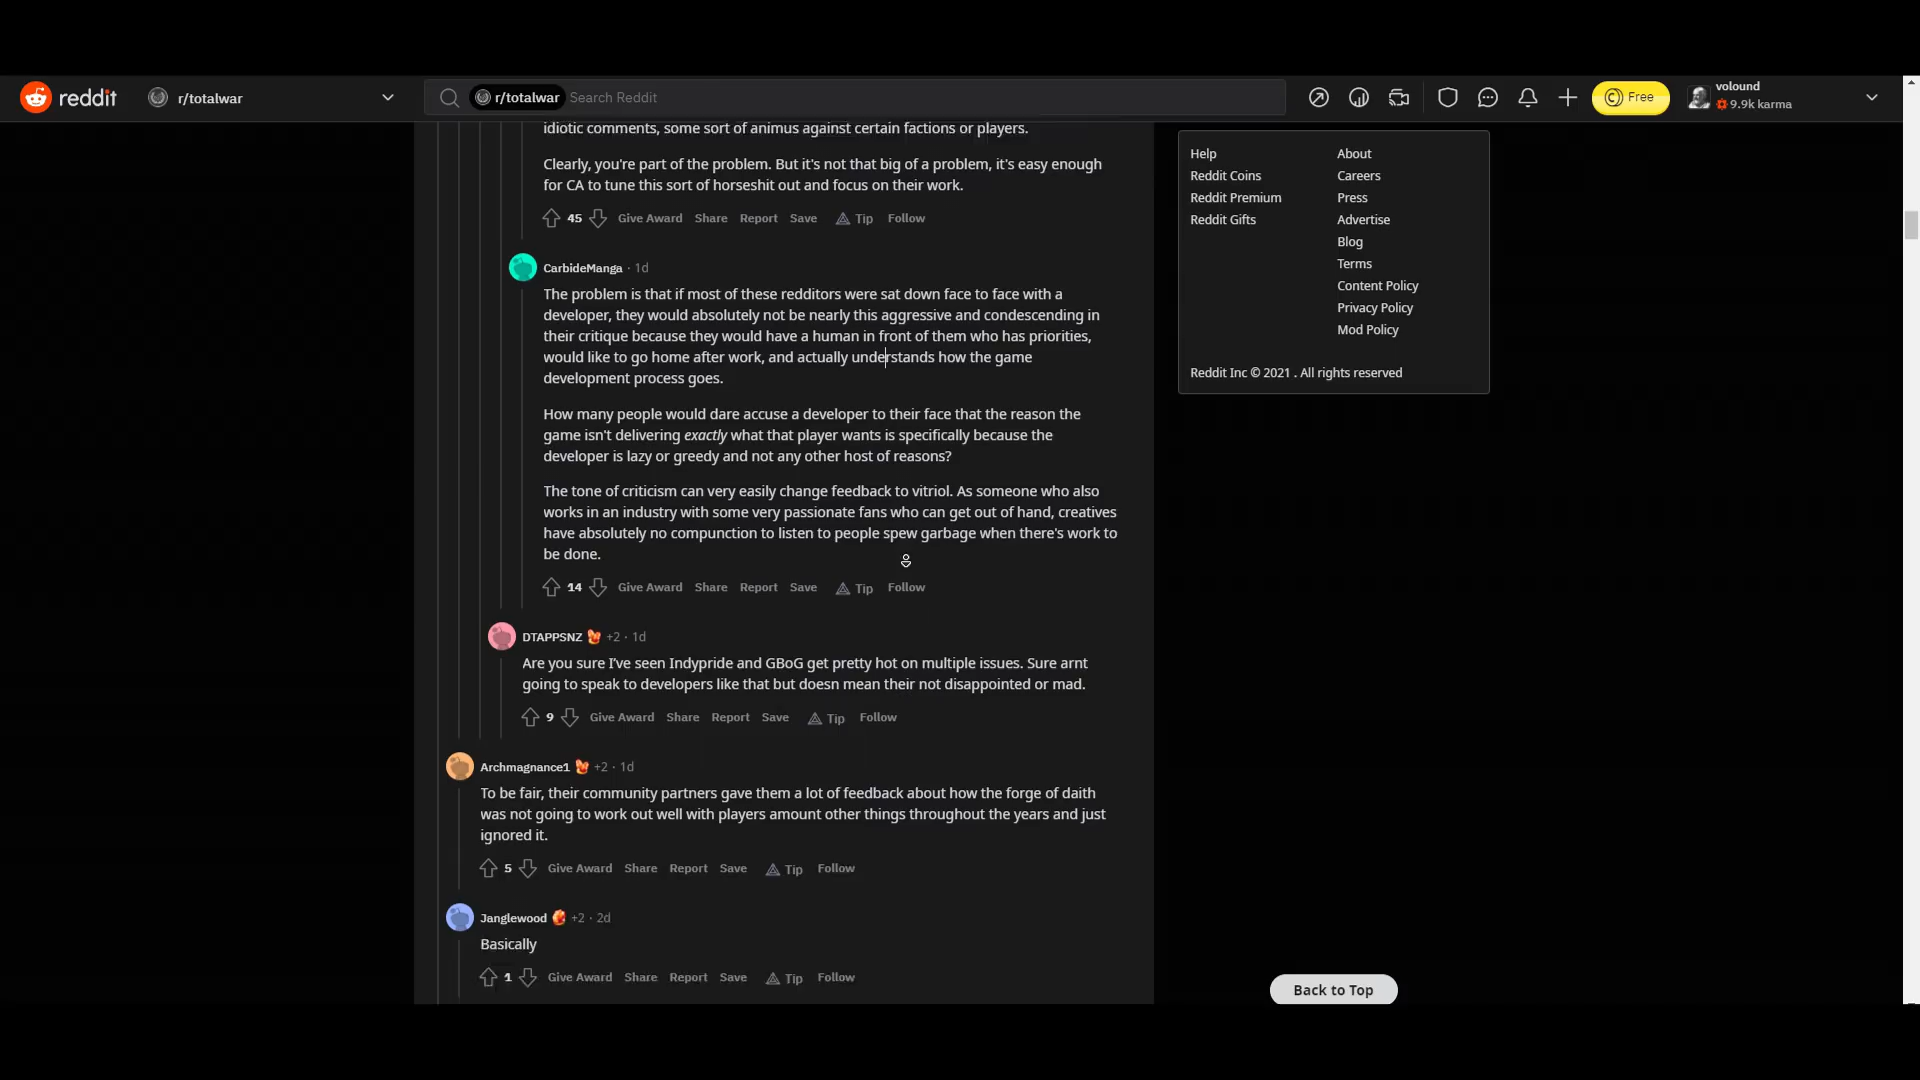 reddit
r/totalwar
r/totalwar Search Reddit
Free
volound
9.9k karma
idiotic comments, some sort of animus against certain factions or players.
Clearly, you're part of the problem. But it's not that big of a problem, it's easy enough
for CA to tune this sort of horseshit out and focus on their work.
45 Give Award Share Report Save Tip Follow
CarbideManga · 1d
The problem is that if most of these redditors were sat down face to face with a
developer, they would absolutely not be nearly this aggressive and condescending in
their critique because they would have a human in front of them who has priorities,
would like to go home after work, and actually understands how the game
development process goes.
How many people would dare accuse a developer to their face that the reason the
game isn't delivering exactly what that player wants is specifically because the
developer is lazy or greedy and not any other host of reasons?
The tone of criticism can very easily change feedback to vitriol. As someone who also
works in an industry with some very passionate fans who can get out of hand, creatives
have absolutely no compunction to listen to people spew garbage when there's work to
be done.
14 Give Award Share Report Save Tip Follow
DTAPPSNZ +2 · 1d
Are you sure I've seen Indypride and GBoG get pretty hot on multiple issues. Sure arnt
going to speak to developers like that but doesn mean their not disappointed or mad.
9 Give Award Share Report Save Tip Follow
Archmagnance1 +2 · 1d
To be fair, their community partners gave them a lot of feedback about how the forge of daith
was not going to work out well with players amount other things throughout the years and just
ignored it.
5 Give Award Share Report Save Tip Follow
Janglewood +2 · 2d
Basically
1 Give Award Share Report Save Tip Follow
Help
Reddit Coins
Reddit Premium
Reddit Gifts
About
Careers
Press
Advertise
Blog
Terms
Content Policy
Privacy Policy
Mod Policy
Reddit Inc © 2021 . All rights reserved
Back to Top